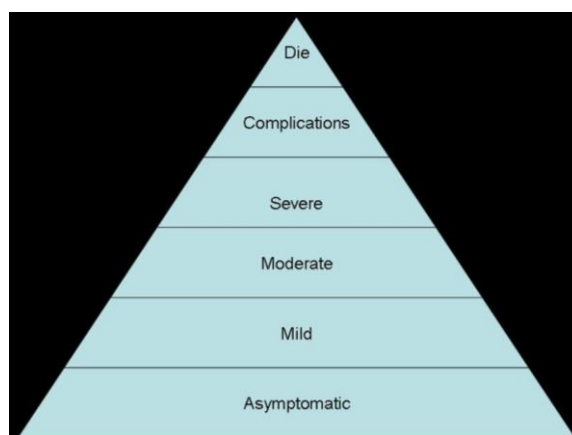 Die
Complications
Severe
Moderate
Mild
Asymptomatic